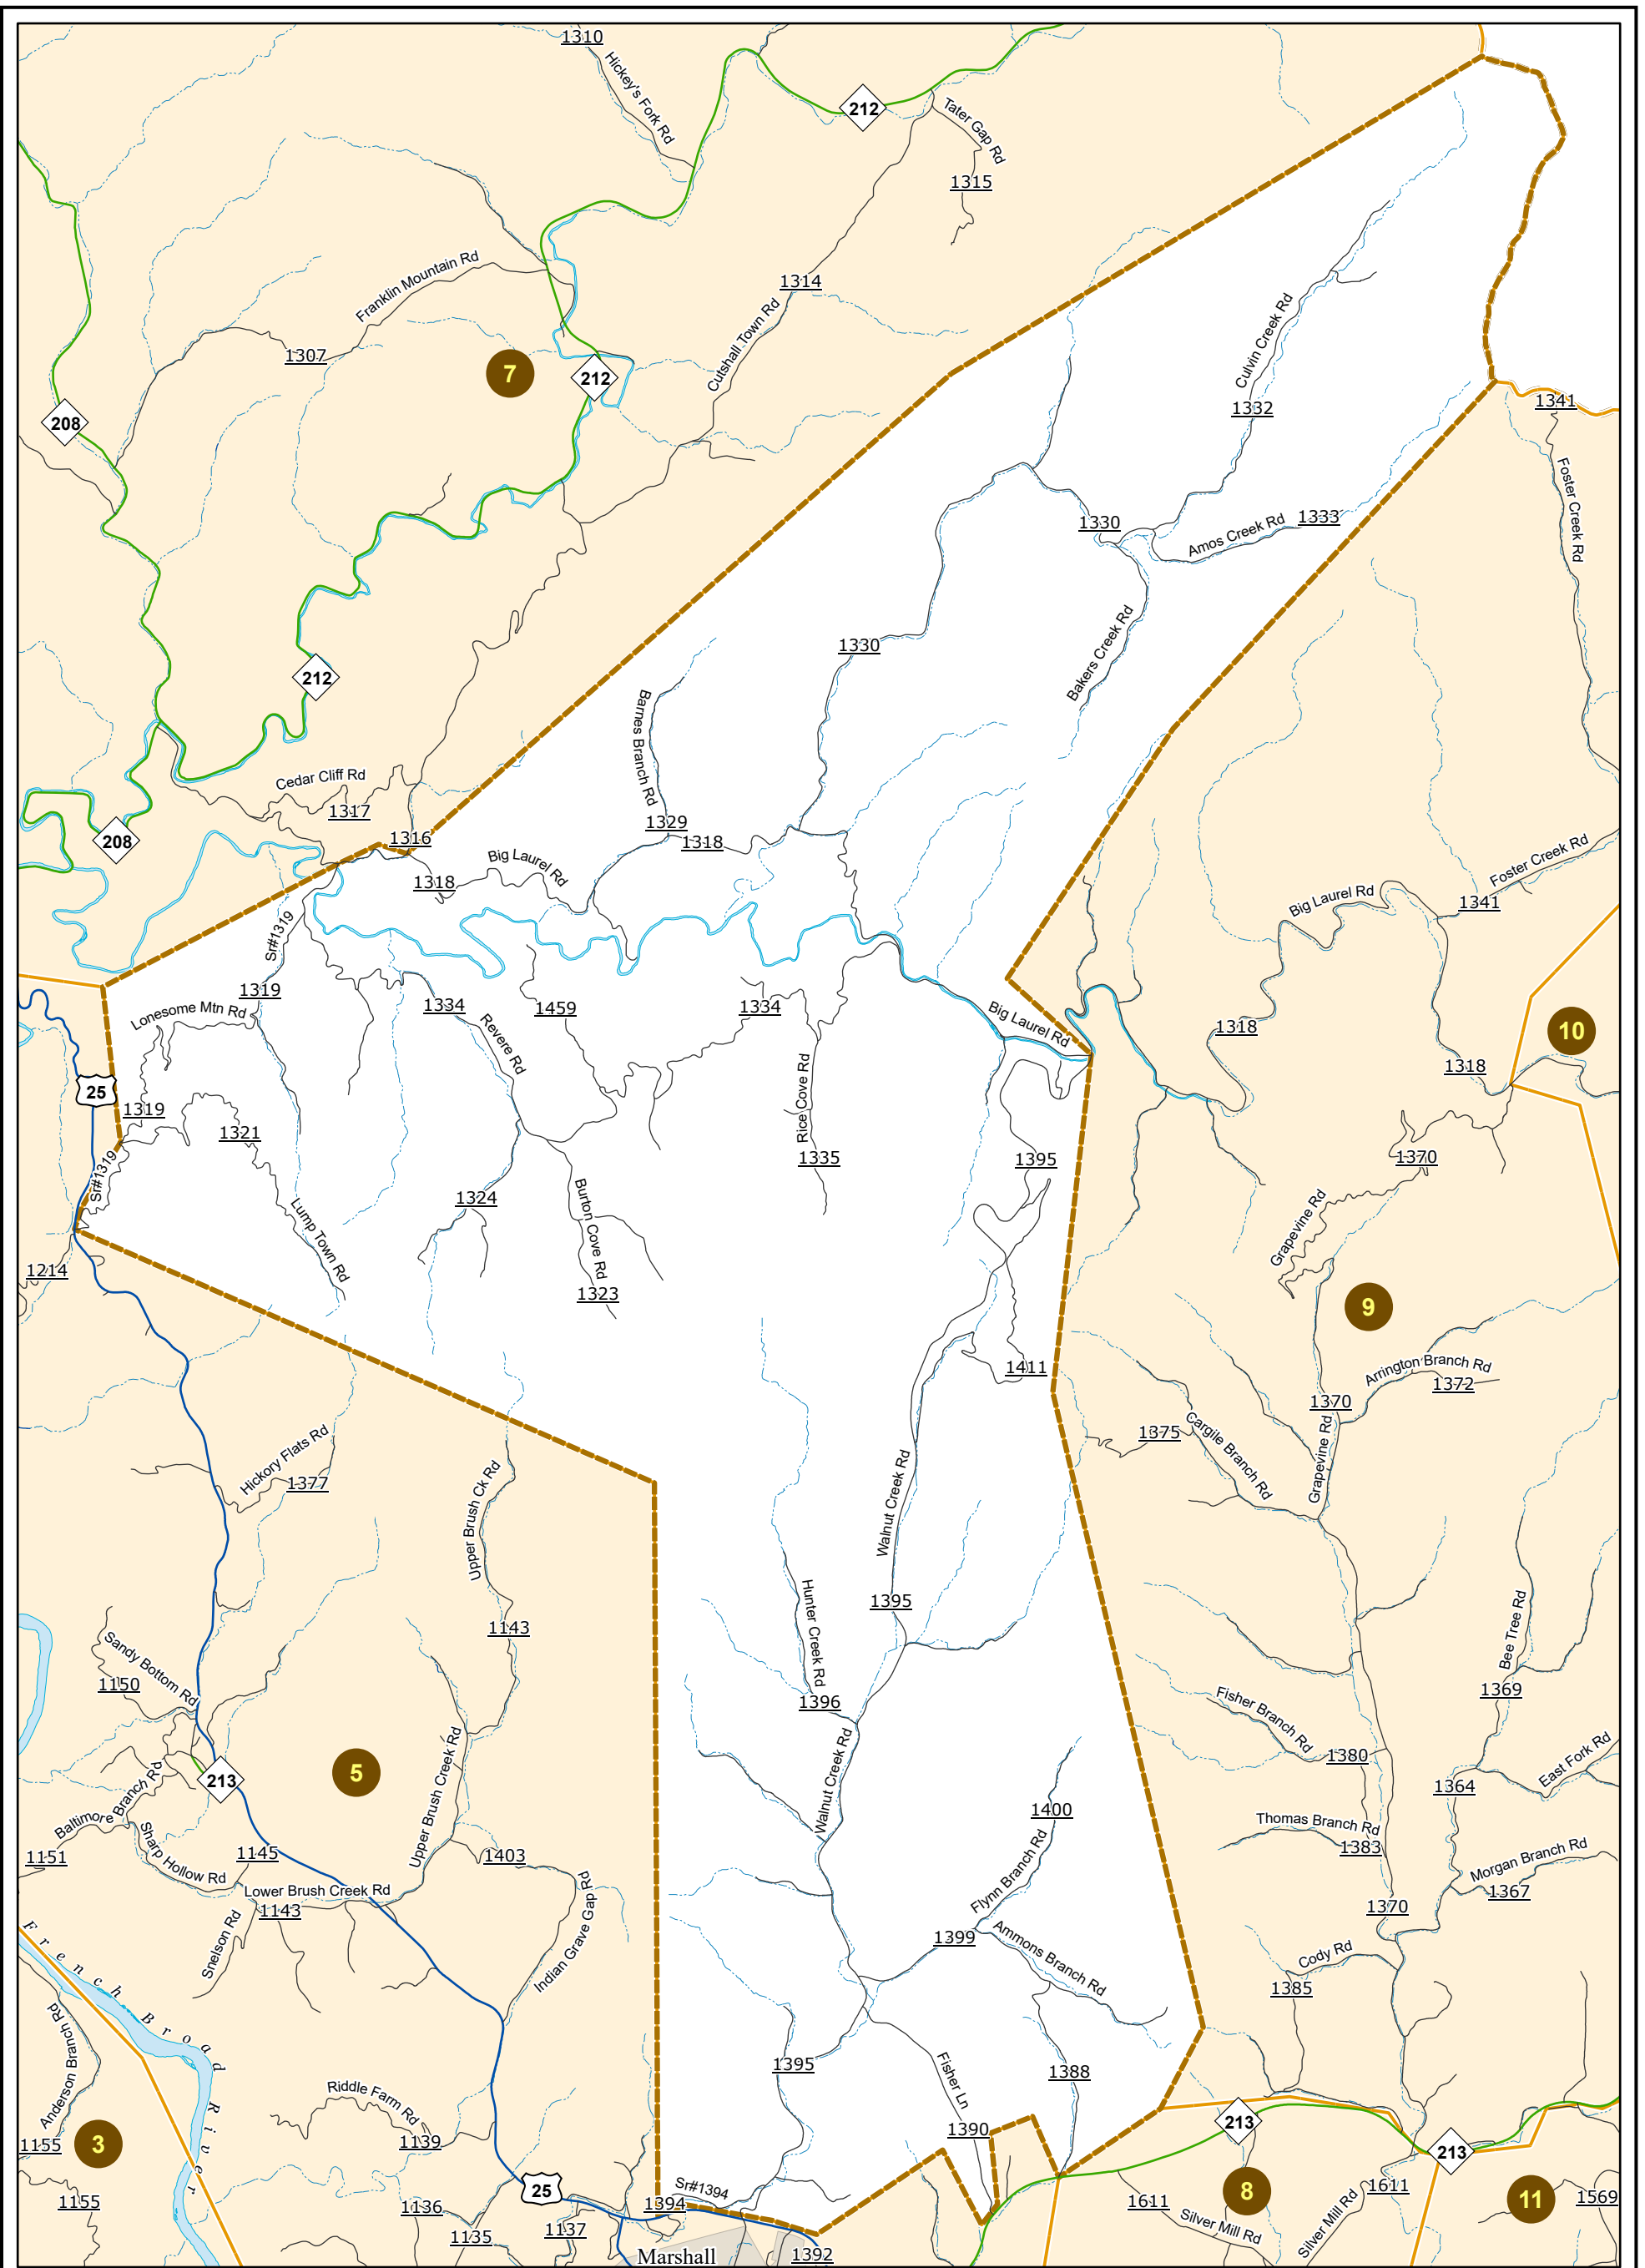 1310
Hickey's Fork Rd
212
Tater Gap Rd
1315
Franklin Mountain Rd
1314
Cutshall Town Rd
1307
7
212
208
Culvin Creek Rd
1332
1341
Foster Creek Rd
1330
Amos Creek Rd
1333
Bakers Creek Rd
1330
212
Barnes Branch Rd
Cedar Cliff Rd
1317
208
1316
1329
1318
Big Laurel Rd
1318
Foster Creek Rd
Big Laurel Rd
1341
Sr#1319
1319
Lonesome Mtn Rd
1334
1459
1334
Revere Rd
Big Laurel Rd
1318
10
1318
25
1319
1321
Rice Cove Rd
1335
1395
1370
Sr#1319
1324
Lump Town Rd
Burton Cove Rd
Grapevine Rd
1214
1323
9
1411
Arrington Branch Rd
1372
1370
1375
Cargile Branch Rd
Grapevine Rd
Hickory Flats Rd
1377
Upper Brush Ck Rd
Walnut Creek Rd
1395
Hunter Creek Rd
1143
Sandy Bottom Rd
1150
Bee Tree Rd
1369
1396
Fisher Branch Rd
1380
East Fork Rd
5
213
Upper Brush Creek Rd
Walnut Creek Rd
1364
1400
Baltimore Branch Rd
Thomas Branch Rd
1383
Morgan Branch Rd
1367
1151
Sharp Hollow Rd
1145
1403
Flynn Branch Rd
Lower Brush Creek Rd
1143
Snelson Rd
Indian Grave Gap Rd
1370
1399
Ammons Branch Rd
Cody Rd
1385
French Broad River
Anderson Branch Rd
1395
1388
Fisher Ln
Riddle Farm Rd
1139
1390
213
213
1155
3
25
Sr#1394
1394
1155
1136
1135
1137
Marshall
1392
8
1611
Silver Mill Rd
Silver Mill Rd
1611
11
1569